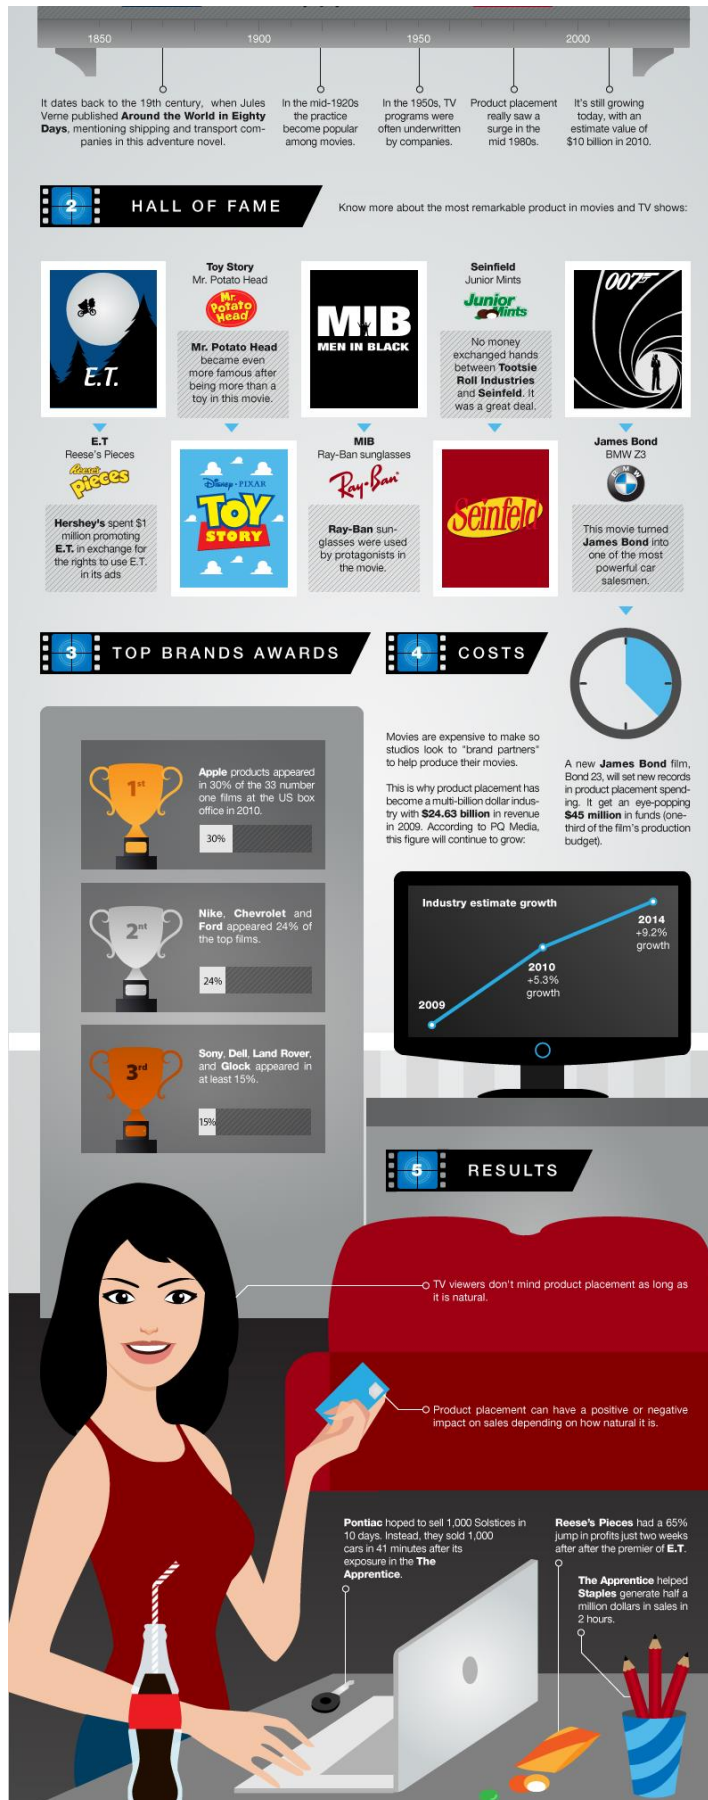 1850
1900
1950
2000
It dates back to the 19th century, when Jules
Verne published Around the World in Eighty
Days, mentioning shipping and transport com-
panies in this adventure novel.
In the mid-1920s
the practice
become popular
among movies.
In the 1950s, TV
programs were
often underwritten
by companies.
Product placement
really saw a
surge in the
mid 1980s.
It's still growing
today, with an
estimate value of
$10 billion in 2010.
2
HALL OF FAME
Know more about the most remarkable product in movies and TV shows:
E.T.
Toy Story
Mr. Potato Head
Mr.
Potato
Head
Mr. Potato Head
became even
more famous after
being more than a
toy in this movie.
MIB
MEN IN BLACK
Seinfield
Junior Mints
Junior
Mints
No money
exchanged hands
between Tootsie
Roll Industries
and Seinfeld. It
was a great deal.
007
E.T
Reese's Pieces
Reese's
Pieces
Hershey's spent $1
million promoting
E.T. in exchange for
the rights to use E.T.
in its ads
Disney · PIXAR
TOY
STORY
MIB
Ray-Ban sunglasses
Ray-Ban
Ray-Ban sun-
glasses were used
by protagonists in
the movie.
Seinfeld
James Bond
BMW Z3
BMW
This movie turned
James Bond into
one of the most
powerful car
salesmen.
3
TOP BRANDS AWARDS
1st
Apple products appeared
in 30% of the 33 number
one films at the US box
office in 2010.
30%
2nt
Nike, Chevrolet and
Ford appeared 24% of
the top films.
24%
3rd
Sony, Dell, Land Rover,
and Glock appeared in
at least 15%.
15%
4
COSTS
Movies are expensive to make so
studios look to "brand partners"
to help produce their movies.
This is why product placement has
become a multi-billion dollar indus-
try with $24.63 billion in revenue
in 2009. According to PQ Media,
this figure will continue to grow:
A new James Bond film,
Bond 23, will set new records
in product placement spend-
ing. It get an eye-popping
$45 million in funds (one-
third of the film's production
budget).
Industry estimate growth
2009
2010
+5.3%
growth
2014
+9.2%
growth
5
RESULTS
TV viewers don't mind product placement as long as
it is natural.
Product placement can have a positive or negative
impact on sales depending on how natural it is.
Pontiac hoped to sell 1,000 Solstices in
10 days. Instead, they sold 1,000
cars in 41 minutes after its
exposure in the The
Apprentice.
Reese's Pieces had a 65%
jump in profits just two weeks
after after the premier of E.T.
The Apprentice helped
Staples generate half a
million dollars in sales in
2 hours.